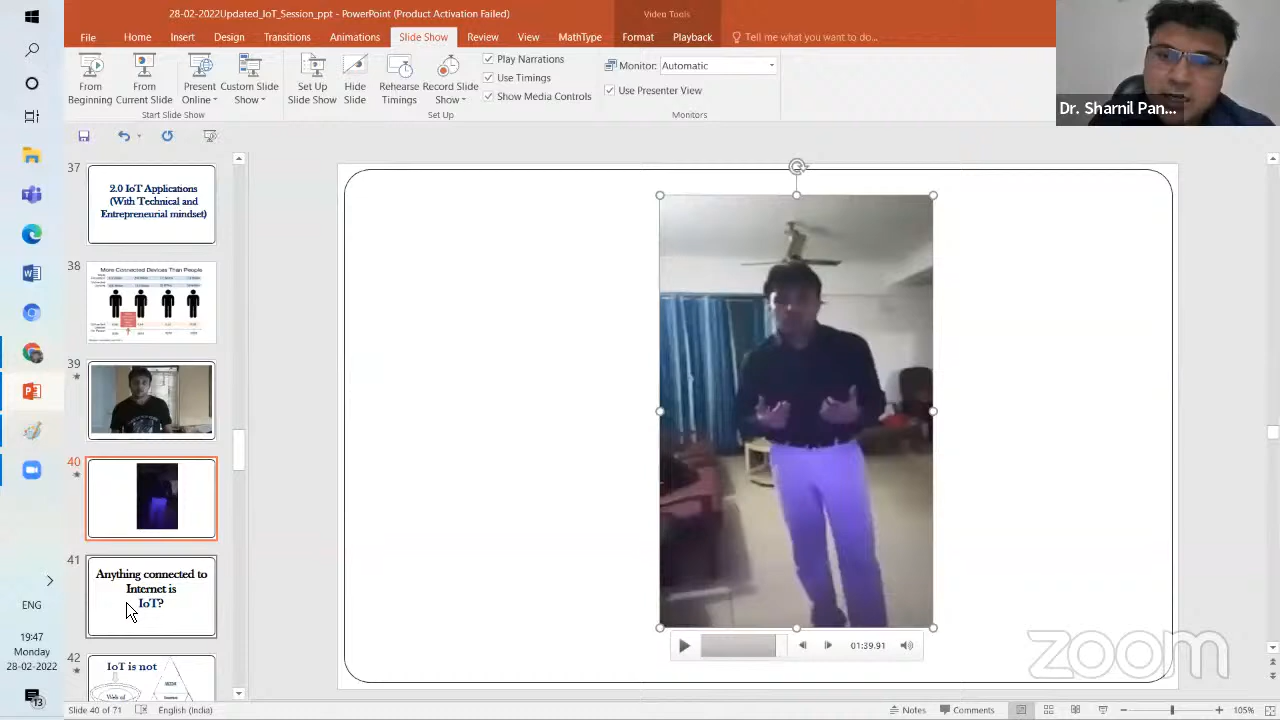 28-02-2022Updated_IoT_Session_ppt - PowerPoint (Product Activation Failed)
Video Tools
File Home Insert Design Transitions Animations Slide Show Review View MathType Format Playback Tell me what you want to do...
From Beginning
From Current Slide
Present Online
Custom Slide Show
Set Up Slide Show
Hide Slide
Rehearse Timings
Record Slide Show
Play Narrations
Use Timings
Show Media Controls
Monitor: Automatic
Use Presenter View
Start Slide Show
Set Up
Monitors
Dr. Sharnil Pan...
37
2.0 IoT Applications
(With Technical and
Entrepreneurial mindset)
38
More Connected Devices Than People
39
40
41
Anything connected to
Internet is
IoT?
42
IoT is not
01:39.91
zoom
ENG
19:47
Monday
28-02-2022
13
Slide 40 of 71
English (India)
Notes
Comments
105%